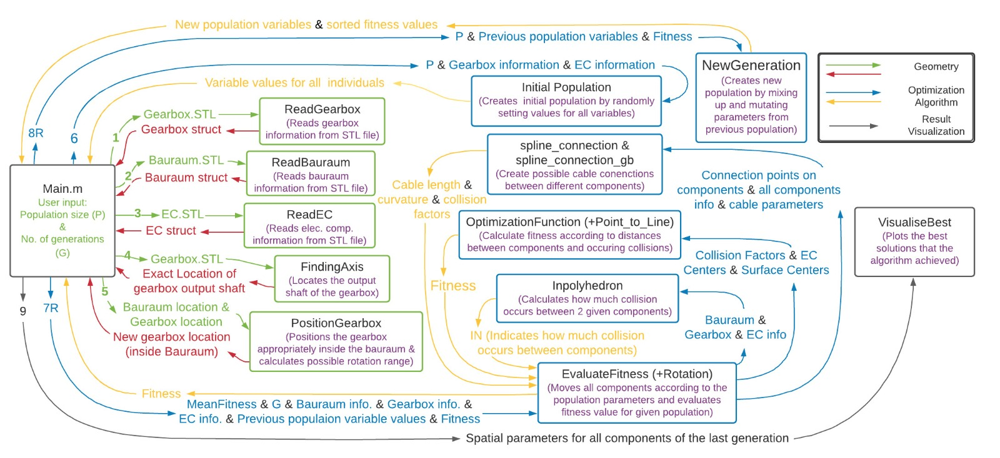 New population variables & sorted fitness values
P & Previous population variables & Fitness
P & Gearbox information & EC information
Variable values for all individuals
8R
6
NewGeneration
(Creates new
population by mixing
up and mutating
parameters from
previous population)
Geometry
Optimization
Algorithm
Result
Visualization
Initial Population
(Creates initial population by randomly
setting values for all variables)
1
Gearbox.STL
Gearbox struct
ReadGearbox
(Reads gearbox
information from STL file)
2
Bauraum.STL
Bauraum struct
ReadBauraum
(Reads bauraum
information from STL file)
Main.m
User input:
Population size (P)
&
No. of generations
(G)
3
EC.STL
EC struct
ReadEC
(Reads elec. comp.
information from STL file)
4
Gearbox.STL
Exact Location of
gearbox output shaft
FindingAxis
(Locates the output
shaft of the gearbox)
5
Bauraum location &
Gearbox location
New gearbox location
(inside Bauraum)
PositionGearbox
(Positions the gearbox
appropriately inside the bauraum &
calculates possible rotation range)
spline_connection &
spline_connection_gb
(Create possible cable conenctions
between different components)
Cable length &
curvature & collision
factors
Connection points on
components & all components
info & cable parameters
OptimizationFunction (+Point_to_Line)
(Calculate fitness according to distances
between components and occuring collisions)
Collision Factors & EC
Centers & Surface Centers
Fitness
Inpolyhedron
(Calculates how much collision
occurs between 2 given components)
IN (Indicates how much collision
occurs between components)
Bauraum &
Gearbox & EC info
VisualiseBest
(Plots the best
solutions that the
algorithm achieved)
EvaluateFitness (+Rotation)
(Moves all components according to the
population parameters and evaluates
fitness value for given population)
9
7R
Fitness
MeanFitness & G & Bauraum info. & Gearbox info. &
EC info. & Previous populaion variable values & Fitness
Spatial parameters for all components of the last generation